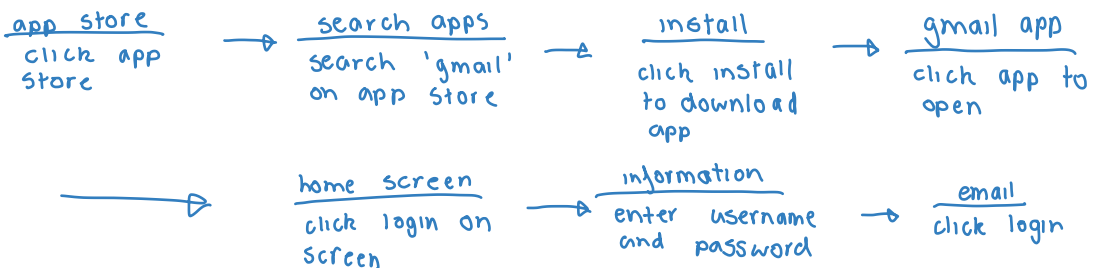 app store
click app
store
search apps
search 'gmail'
on app store
install
click install
to download
app
gmail app
click app to
open
home screen
click login on
screen
information
enter username
and password
email
click login